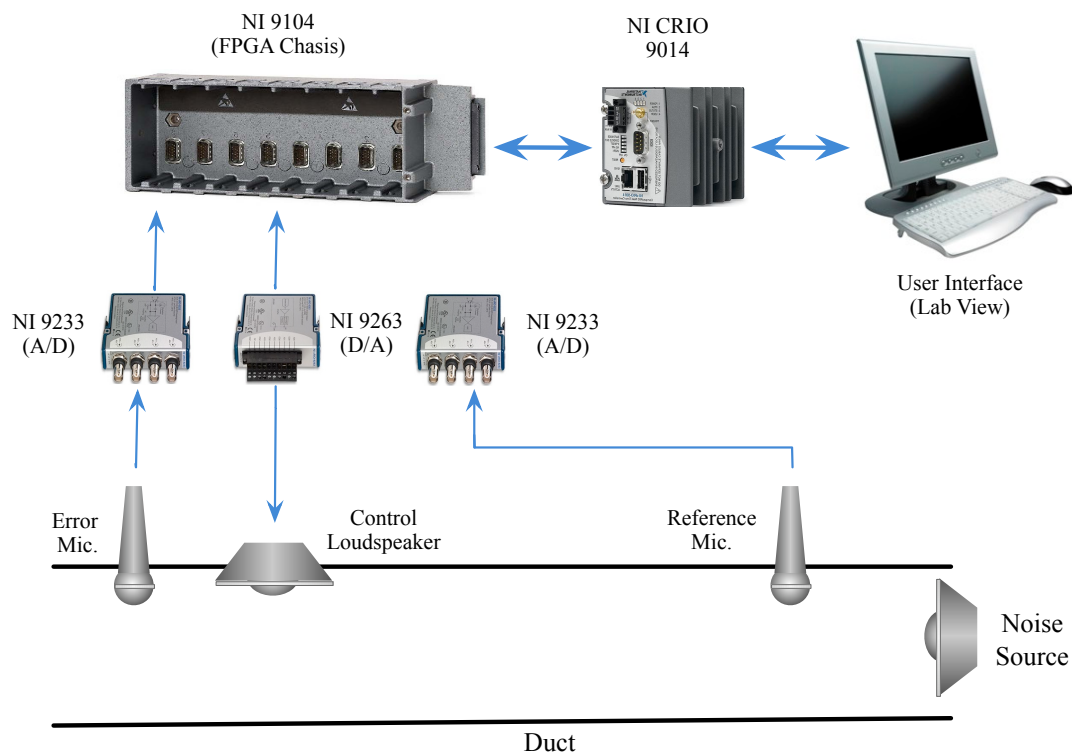 NI 9104
(FPGA Chasis)
NI CRIO
9014
User Interface
(Lab View)
NI 9233
(A/D)
NI 9263
(D/A)
NI 9233
(A/D)
Error
Mic.
Control
Loudspeaker
Reference
Mic.
Noise
Source
Duct